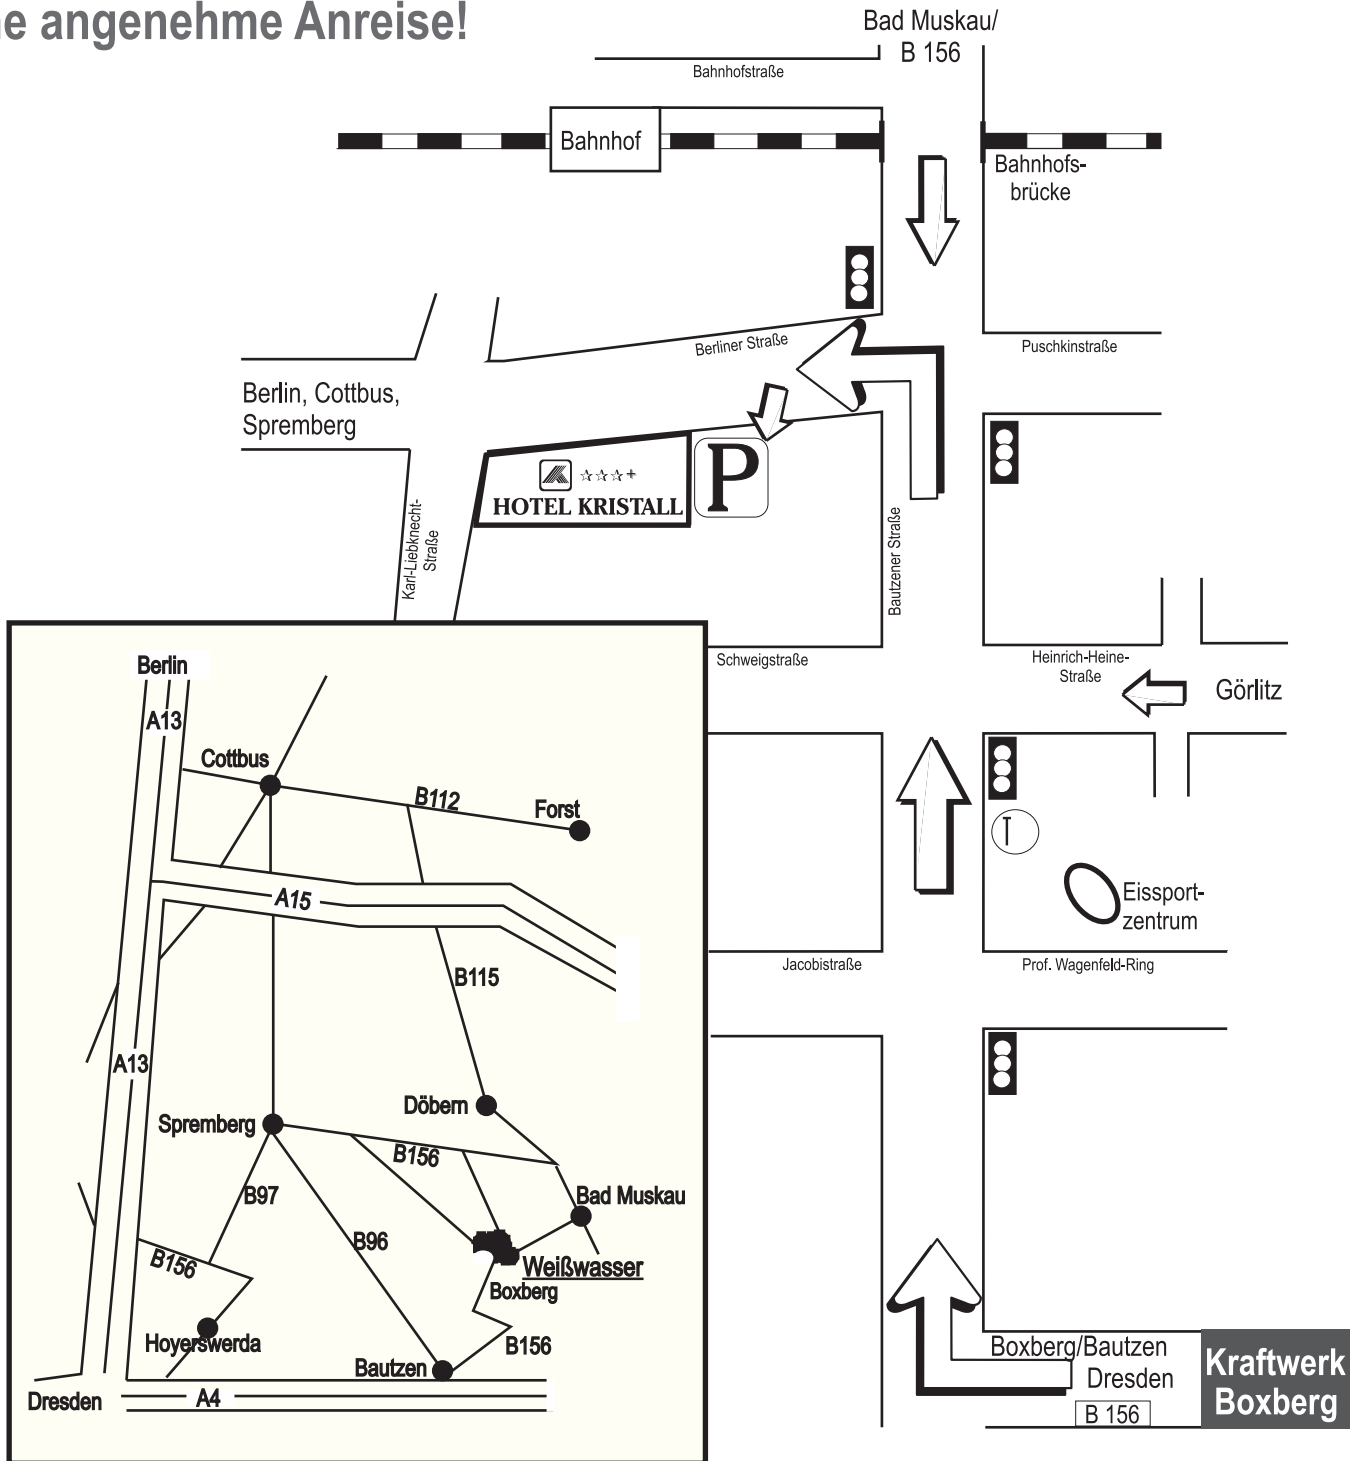 ne angenehme Anreise!
Bad Muskau/
B 156
Bahnhofstraße
Bahnhof
Bahnhofs-
brücke
Berliner Straße
Puschkinstraße
Berlin, Cottbus,
Spremberg
HOTEL KRISTALL
P
Karl-Liebknecht-
Straße
Bautzener Straße
Schweigstraße
Heinrich-Heine-
Straße
Görlitz
T
Eissport-
zentrum
Jacobistraße
Prof. Wagenfeld-Ring
Boxberg/Bautzen
Dresden
B 156
Kraftwerk
Boxberg
Berlin
A13
Cottbus
B112
Forst
A15
B115
A13
Spremberg
Döbern
B156
B97
Bad Muskau
B96
B156
Weißwasser
Boxberg
Hoyerswerda
B156
Bautzen
Dresden
A4